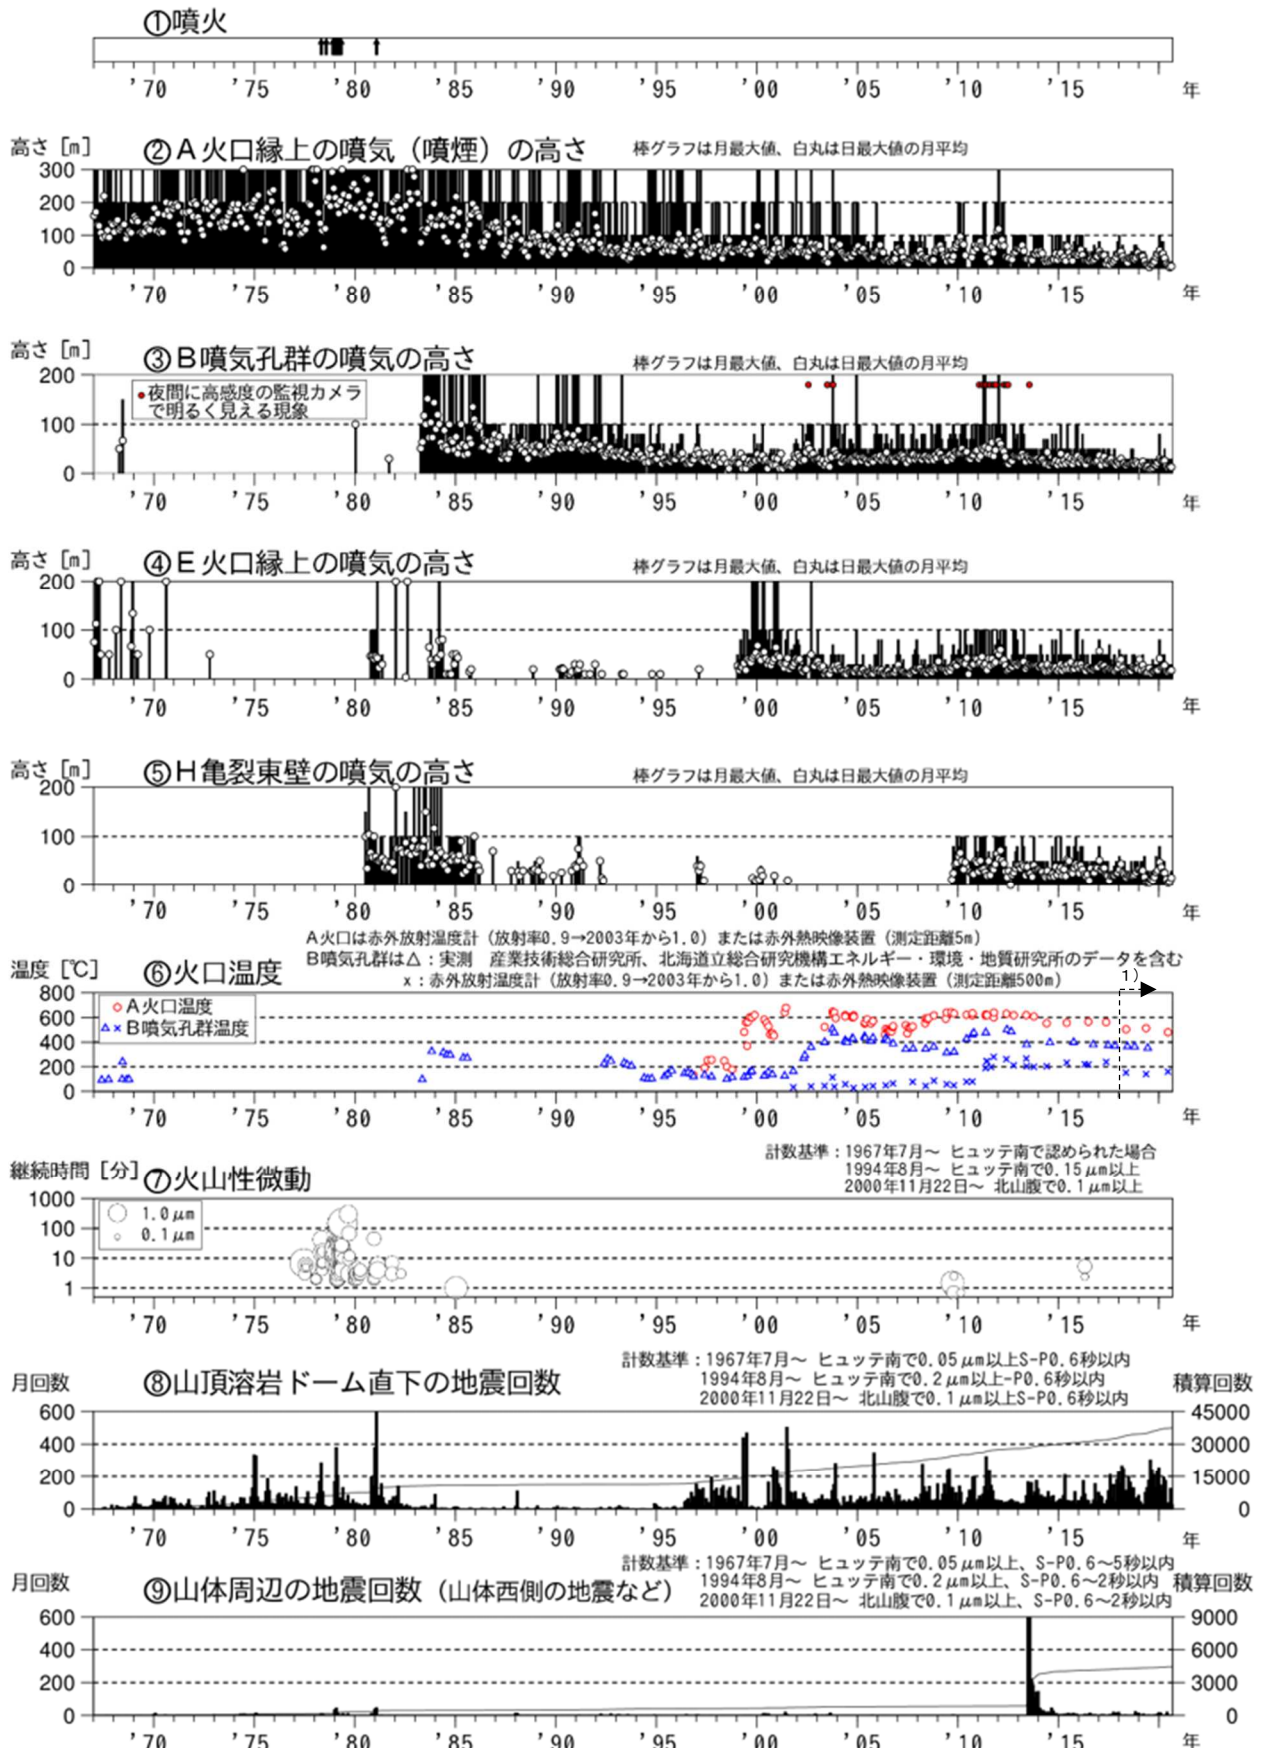 ①噴火
'70 '75 '80 '85 '90 '95 '00 '05 '10 '15 年
高さ [m] ②A火口縁上の噴気（噴煙）の高さ 棒グラフは月最大値、白丸は日最大値の月平均
300
200
100
0
'70 '75 '80 '85 '90 '95 '00 '05 '10 '15 年
高さ [m] ③B噴気孔群の噴気の高さ 棒グラフは月最大値、白丸は日最大値の月平均
200
●夜間に高感度の監視カメラ
で明るく見える現象
100
0
'70 '75 '80 '85 '90 '95 '00 '05 '10 '15 年
高さ [m] ④E火口縁上の噴気の高さ 棒グラフは月最大値、白丸は日最大値の月平均
200
100
0
'70 '75 '80 '85 '90 '95 '00 '05 '10 '15 年
高さ [m] ⑤H亀裂東壁の噴気の高さ 棒グラフは月最大値、白丸は日最大値の月平均
200
100
0
'70 '75 '80 '85 '90 '95 '00 '05 '10 '15 年
A火口は赤外放射温度計（放射率0.9→2003年から1.0）または赤外熱映像装置（測定距離5m）
B噴気孔群は△：実測　産業技術総合研究所、北海道立総合研究機構エネルギー・環境・地質研究所のデータを含む
x：赤外放射温度計（放射率0.9→2003年から1.0）または赤外熱映像装置（測定距離500m）
温度 [℃] ⑥火口温度 1)
800
○A火口温度
600
△×B噴気孔群温度
400
200
0
'70 '75 '80 '85 '90 '95 '00 '05 '10 '15 年
計数基準：1967年7月～ ヒュッテ南で認められた場合
1994年8月～ ヒュッテ南で0.15μm以上
2000年11月22日～ 北山腹で0.1μm以上
継続時間 [分] ⑦火山性微動
1000
1.0μm
100
0.1μm
10
1
'70 '75 '80 '85 '90 '95 '00 '05 '10 '15 年
計数基準：1967年7月～ ヒュッテ南で0.05μm以上S-P0.6秒以内
1994年8月～ ヒュッテ南で0.2μm以上-P0.6秒以内
2000年11月22日～ 北山腹で0.1μm以上S-P0.6秒以内
月回数 ⑧山頂溶岩ドーム直下の地震回数 積算回数
600 45000
400 30000
200 15000
0 0
'70 '75 '80 '85 '90 '95 '00 '05 '10 '15 年
計数基準：1967年7月～ ヒュッテ南で0.05μm以上、S-P0.6～5秒以内
1994年8月～ ヒュッテ南で0.2μm以上、S-P0.6～2秒以内
2000年11月22日～ 北山腹で0.1μm以上、S-P0.6～2秒以内
月回数 ⑨山体周辺の地震回数（山体西側の地震など） 積算回数
600 9000
400 6000
200 3000
0 0
'70 '75 '80 '85 '90 '95 '00 '05 '10 '15 年